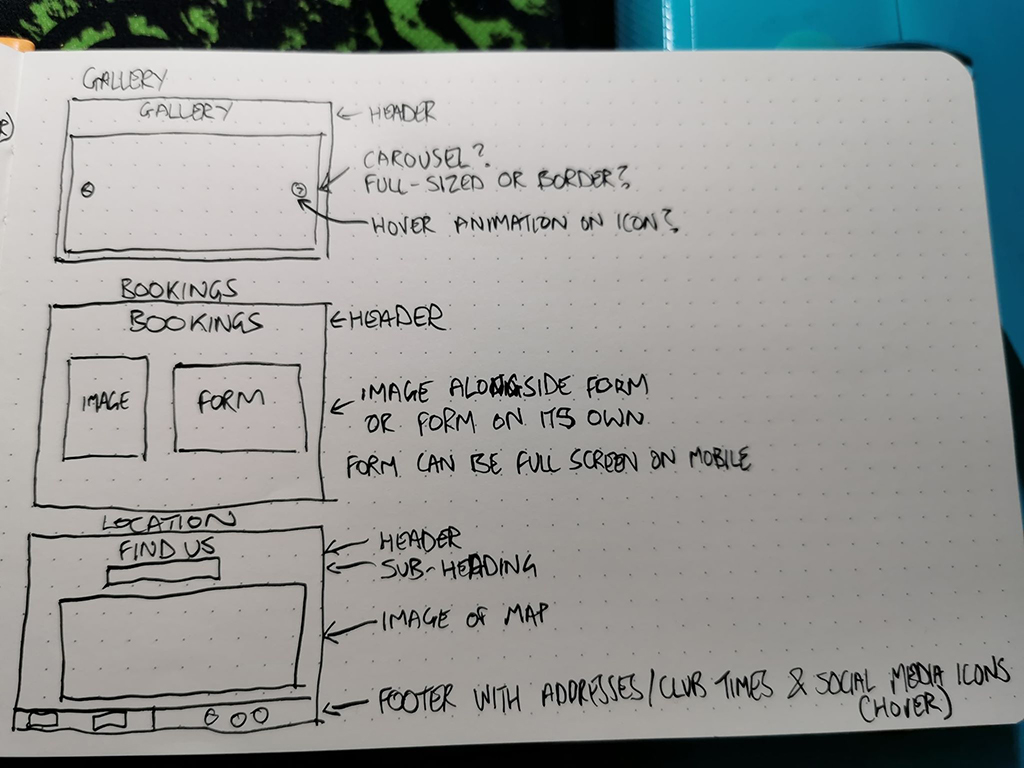 GALLERY
GALLERY
HEADER
CAROUSEL?
FULL-SIZED OR BORDER?
HOVER ANIMATION ON ICON?
BOOKINGS
BOOKINGS
HEADER
IMAGE
FORM
IMAGE ALONGSIDE FORM
OR FORM ON ITS OWN
FORM CAN BE FULL SCREEN ON MOBILE
LOCATION
FIND US
HEADER
SUB-HEADING
IMAGE OF MAP
FOOTER WITH ADDRESSES/CLUB TIMES & SOCIAL MEDIA ICONS
(HOVER)